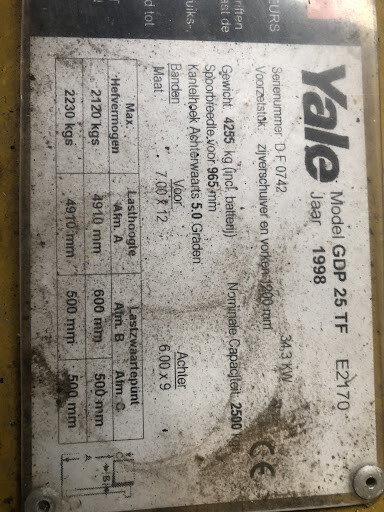 EURS
Yale
Model GDP 25 TF E2170
Jaar 1998
Serienummer D F 0742 34.3 KW
Voorzetstuk: zijverschuiver en vorken 1200 mm
Nominale Capaciteit 2500
Gewicht 4255 kg (incl. batterij)
Spoorbreedte voor 965 mm
Kantelhoek Achterwaarts 5.0 Graden
Banden Voor Achter
Maat 7.00 X 12 6.00 x 9
CE
Max. Lasthoogte Lastzwaartepunt
Hefvermogen Afm. A Afm. B Afm. C
2120 kgs 4910 mm 600 mm 500 mm
2230 kgs 4910 mm 500 mm 500 mm
A B C